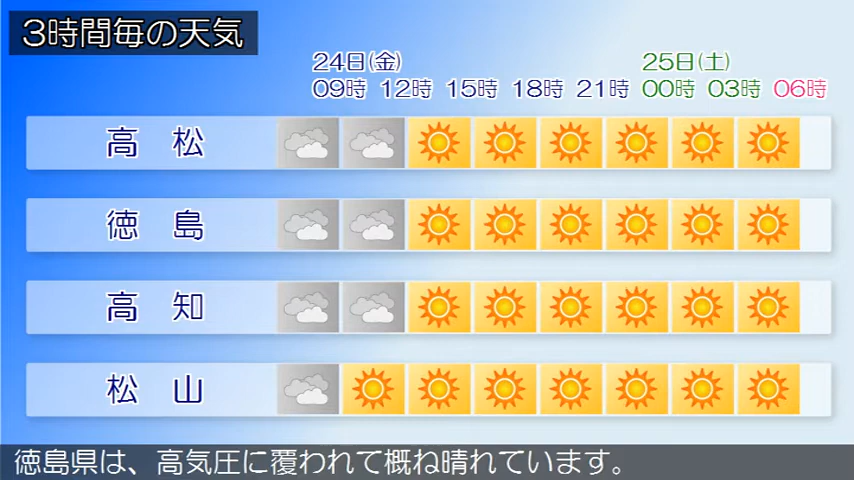 3時間毎の天気
24日(金) 25日(土)
09時 12時 15時 18時 21時 00時 03時 06時
高松
徳島
高知
松山
徳島県は、高気圧に覆われて概ね晴れています。